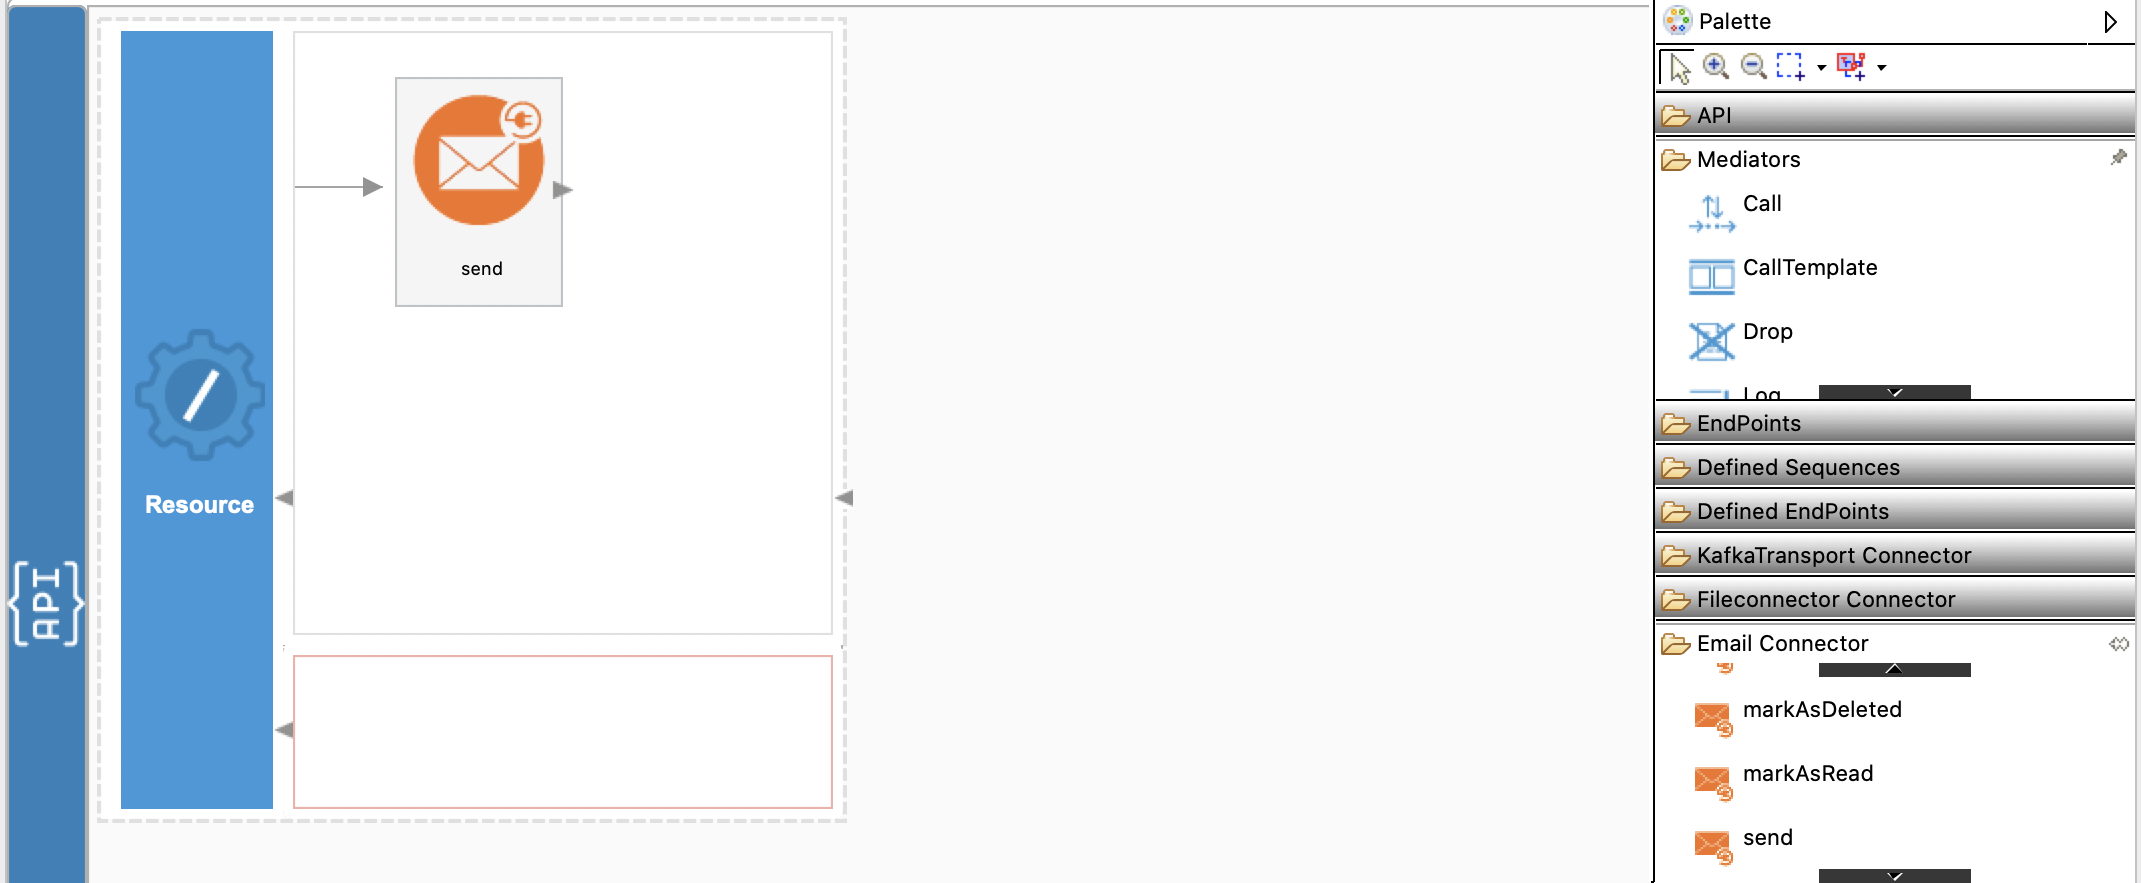 API
Resource
send
Palette
API
Mediators
Call
CallTemplate
Drop
Log
EndPoints
Defined Sequences
Defined EndPoints
KafkaTransport Connector
Fileconnector Connector
Email Connector
markAsDeleted
markAsRead
send